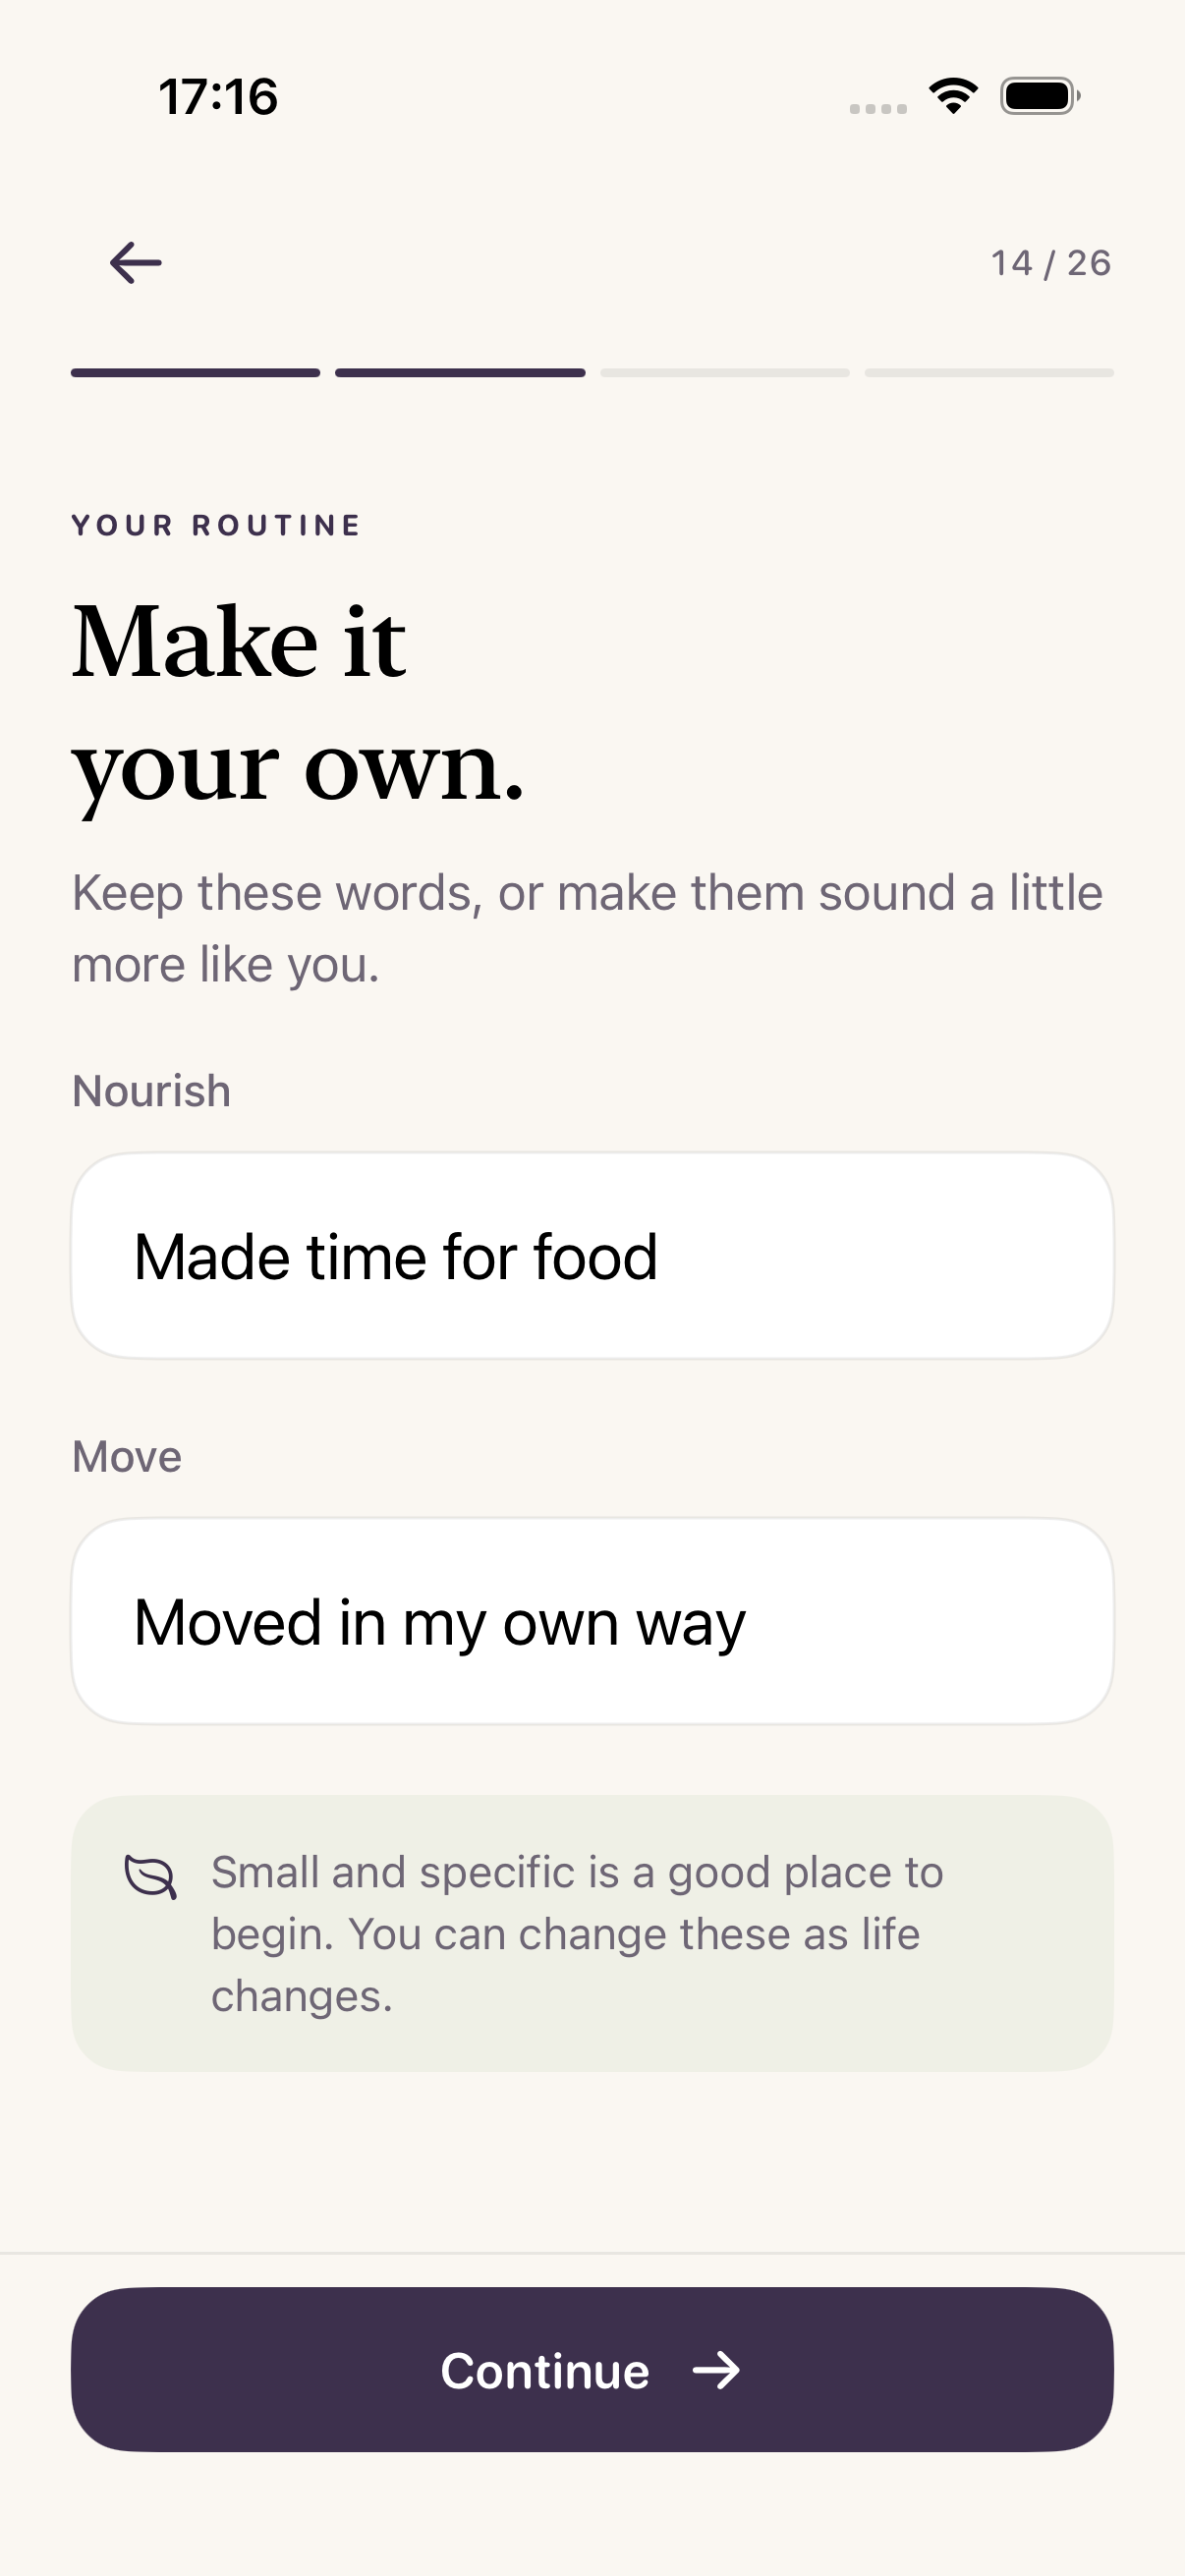 17:16
14 / 26
YOUR ROUTINE
Make it
your own.
Keep these words, or make them sound a little
more like you.
Nourish
Made time for food
Move
Moved in my own way
Small and specific is a good place to
begin. You can change these as life
changes.
Continue